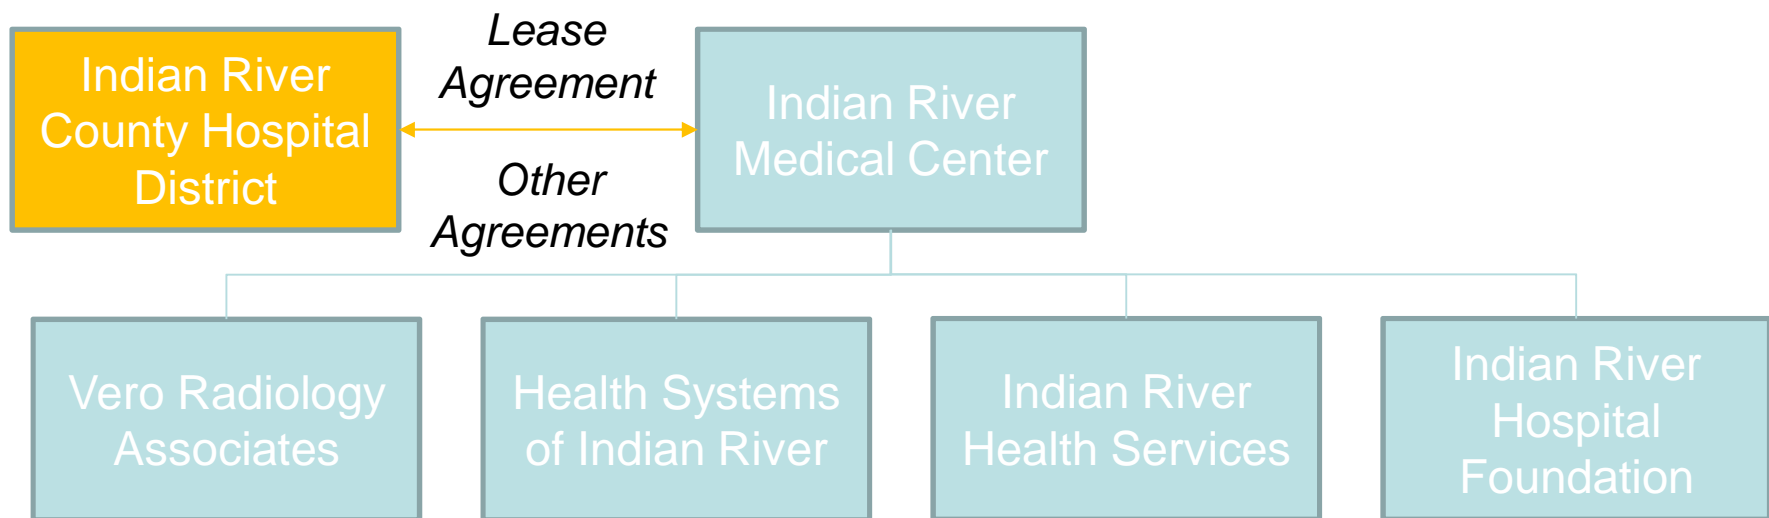 Indian River
County Hospital
District
Lease
Agreement
Other
Agreements
Indian River
Medical Center
Vero Radiology
Associates
Health Systems
of Indian River
Indian River
Health Services
Indian River
Hospital
Foundation